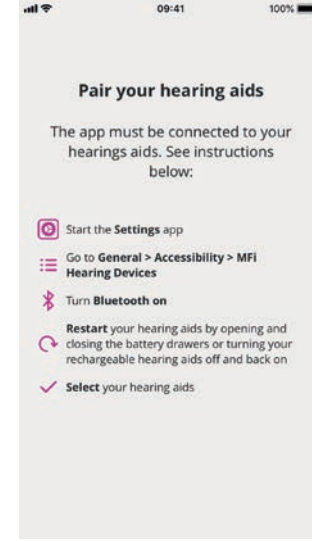 09:41
100%
Pair your hearing aids
The app must be connected to your
hearings aids. See instructions
below:
Start the Settings app
Go to General > Accessibility > MFi
Hearing Devices
Turn Bluetooth on
Restart your hearing aids by opening and
closing the battery drawers or turning your
rechargeable hearing aids off and back on
Select your hearing aids